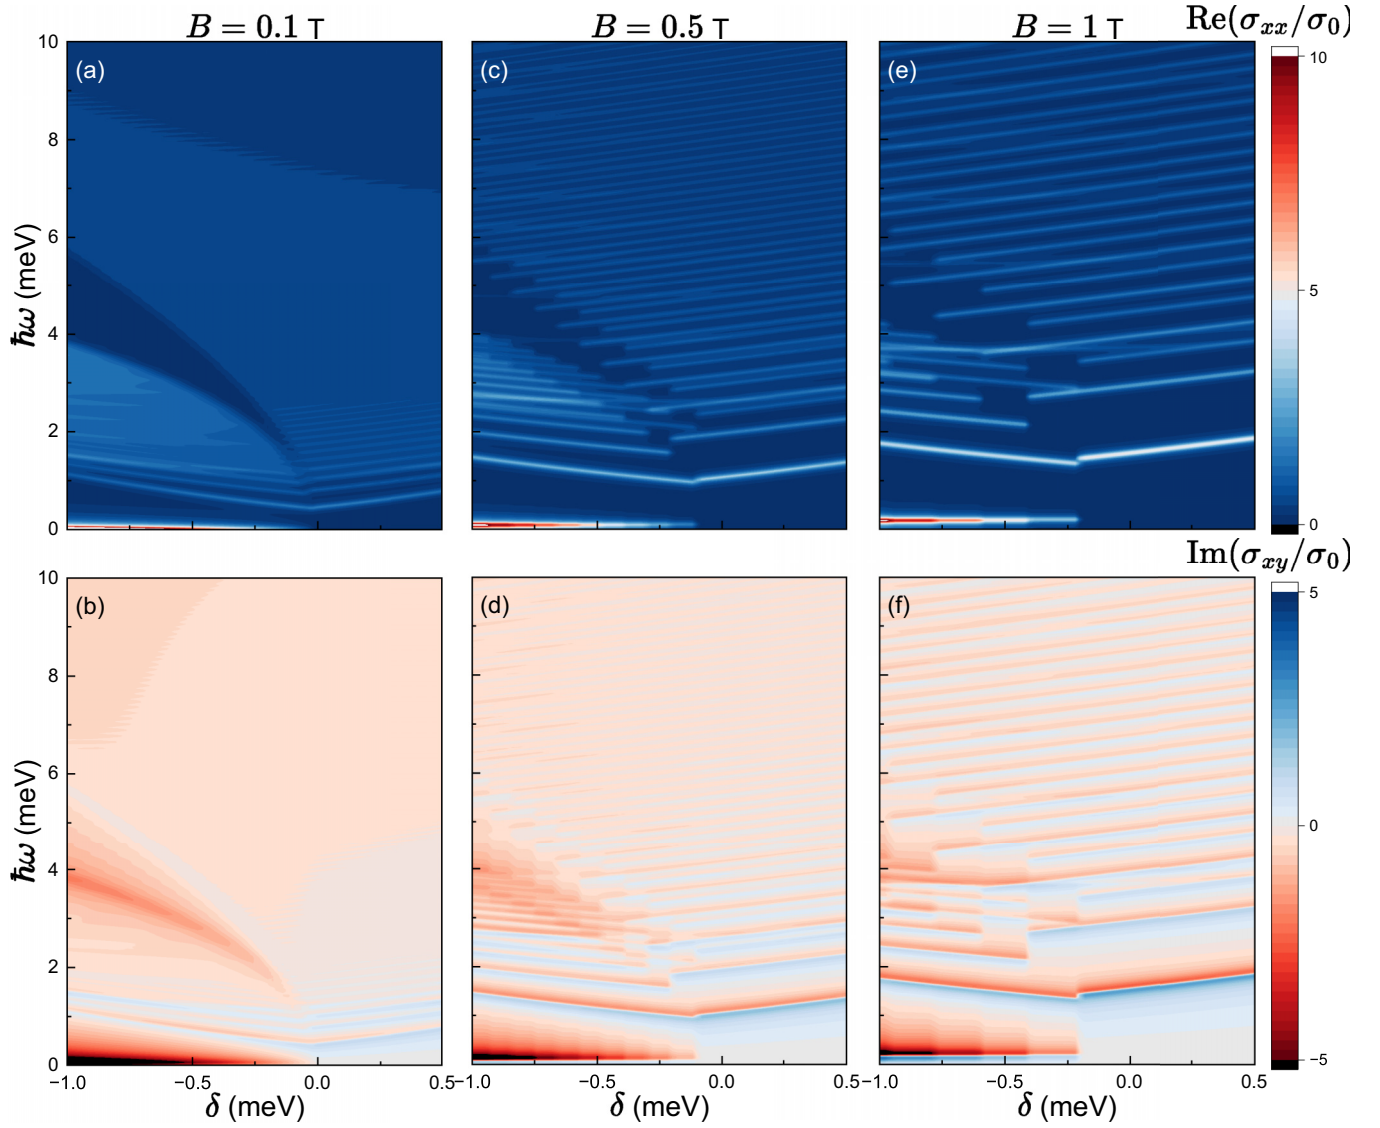 B = 0.1 T
B = 0.5 T
B = 1 T
Re(σxx/σ0)
(a)
(c)
(e)
10
8
6
4
2
0
ħω (meV)
10
5
0
Im(σxy/σ0)
(b)
(d)
(f)
10
8
6
4
2
0
ħω (meV)
5
0
−5
−1.0
−0.5
0.0
0.5
−1.0
−0.5
0.0
0.5
−1.0
−0.5
0.0
0.5
δ (meV)
δ (meV)
δ (meV)